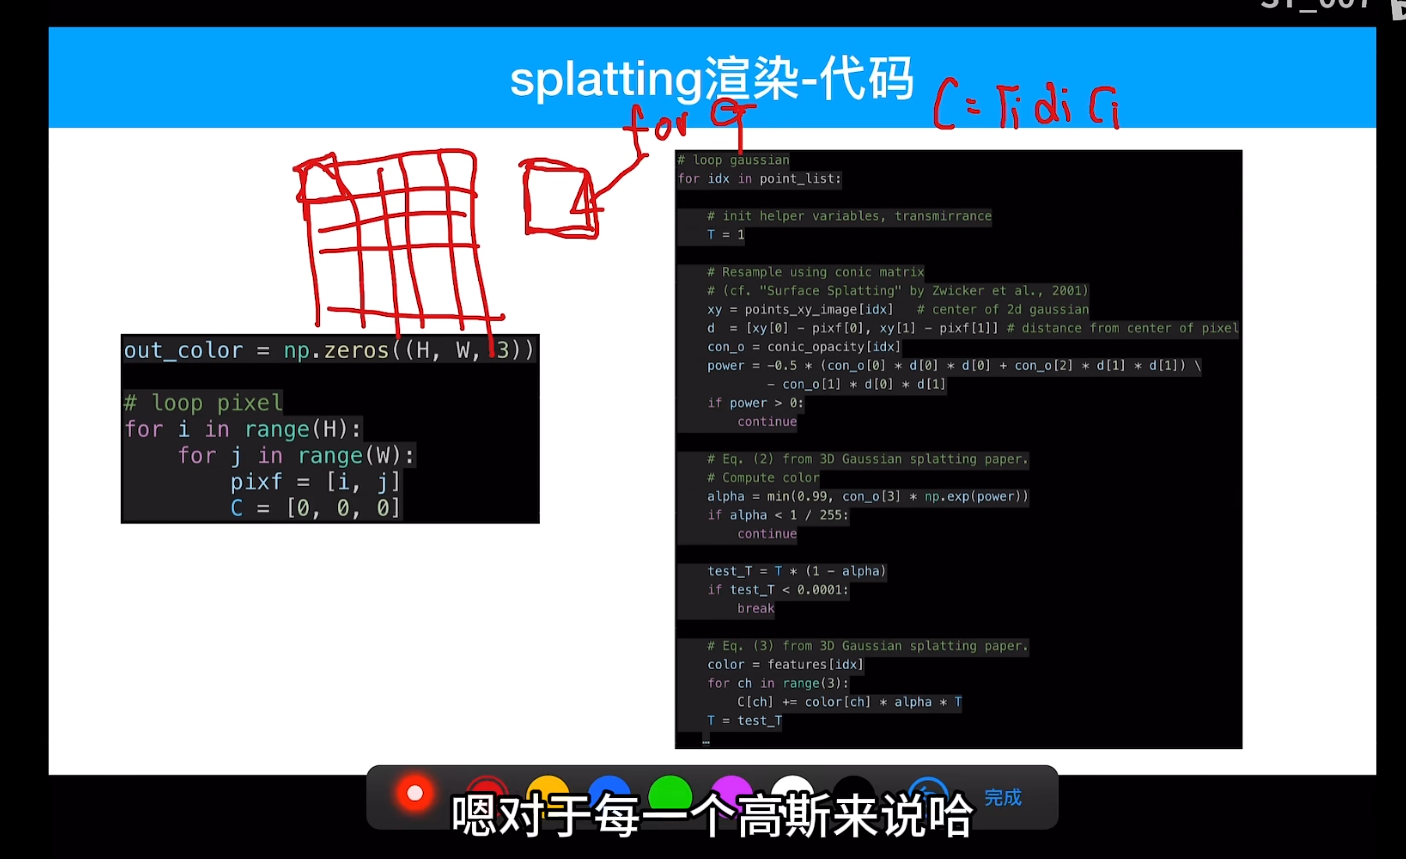 splatting渲染-代码
for G
C = Ti di Ci
out_color = np.zeros((H, W, 3))
# loop pixel
for i in range(H):
for j in range(W):
pixf = [i, j]
C = [0, 0, 0]
# loop gaussian
for idx in point_list:
# init helper variables, transmirrance
T = 1
# Resample using conic matrix
# (cf. "Surface Splatting" by Zwicker et al., 2001)
xy = points_xy_image[idx]   # center of 2d gaussian
d  = [xy[0] - pixf[0], xy[1] - pixf[1]] # distance from center of pixel
con_o = conic_opacity[idx]
power = -0.5 * (con_o[0] * d[0] * d[0] + con_o[2] * d[1] * d[1]) \
- con_o[1] * d[0] * d[1]
if power > 0:
continue
# Eq. (2) from 3D Gaussian splatting paper.
# Compute color
alpha = min(0.99, con_o[3] * np.exp(power))
if alpha < 1 / 255:
continue
test_T = T * (1 - alpha)
if test_T < 0.0001:
break
# Eq. (3) from 3D Gaussian splatting paper.
color = features[idx]
for ch in range(3):
C[ch] += color[ch] * alpha * T
T = test_T
…
完成
嗯对于每一个高斯来说哈